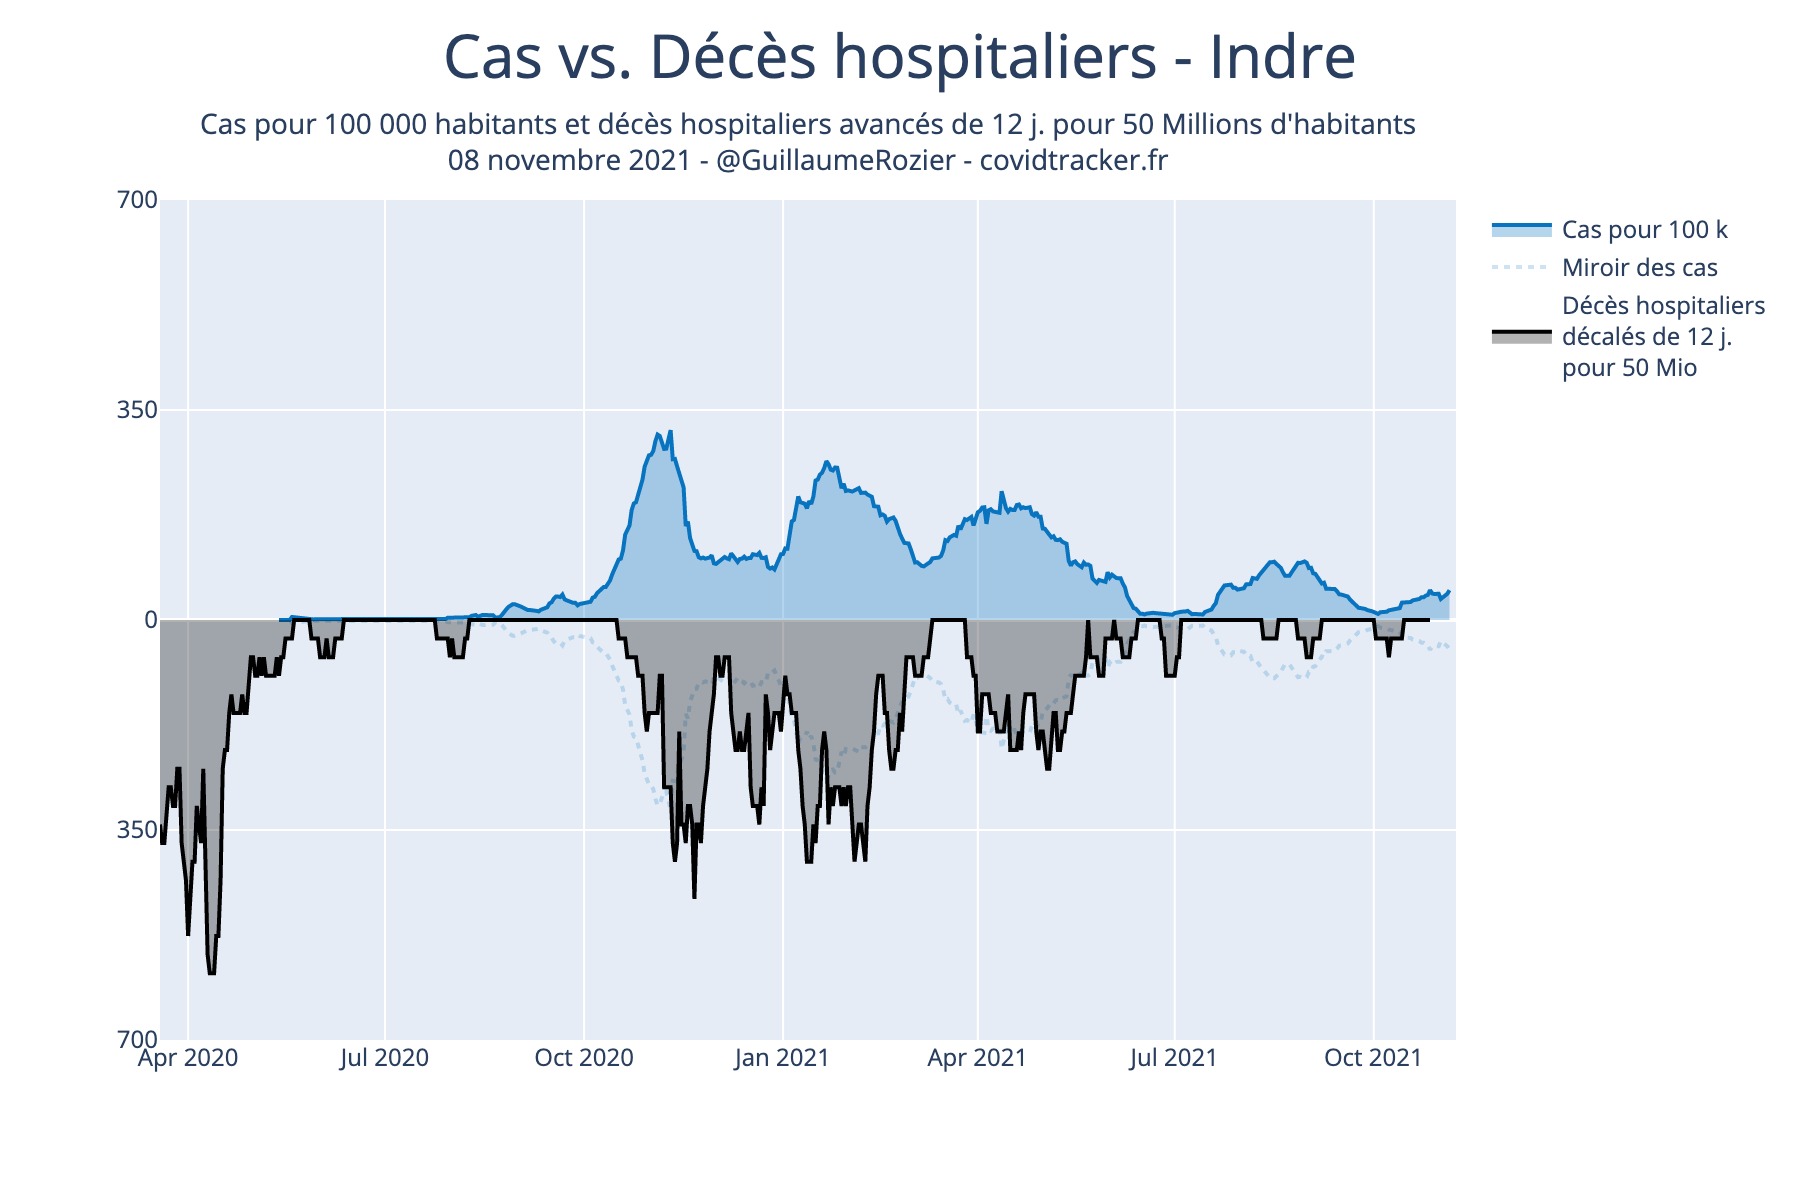 Cas vs. Décès hospitaliers - Indre
Cas pour 100 000 habitants et décès hospitaliers avancés de 12 j. pour 50 Millions d'habitants
08 novembre 2021 - @GuillaumeRozier - covidtracker.fr
700
350
0
350
700
Apr 2020
Jul 2020
Oct 2020
Jan 2021
Apr 2021
Jul 2021
Oct 2021
Cas pour 100 k
Miroir des cas
Décès hospitaliers
décalés de 12 j.
pour 50 Mio